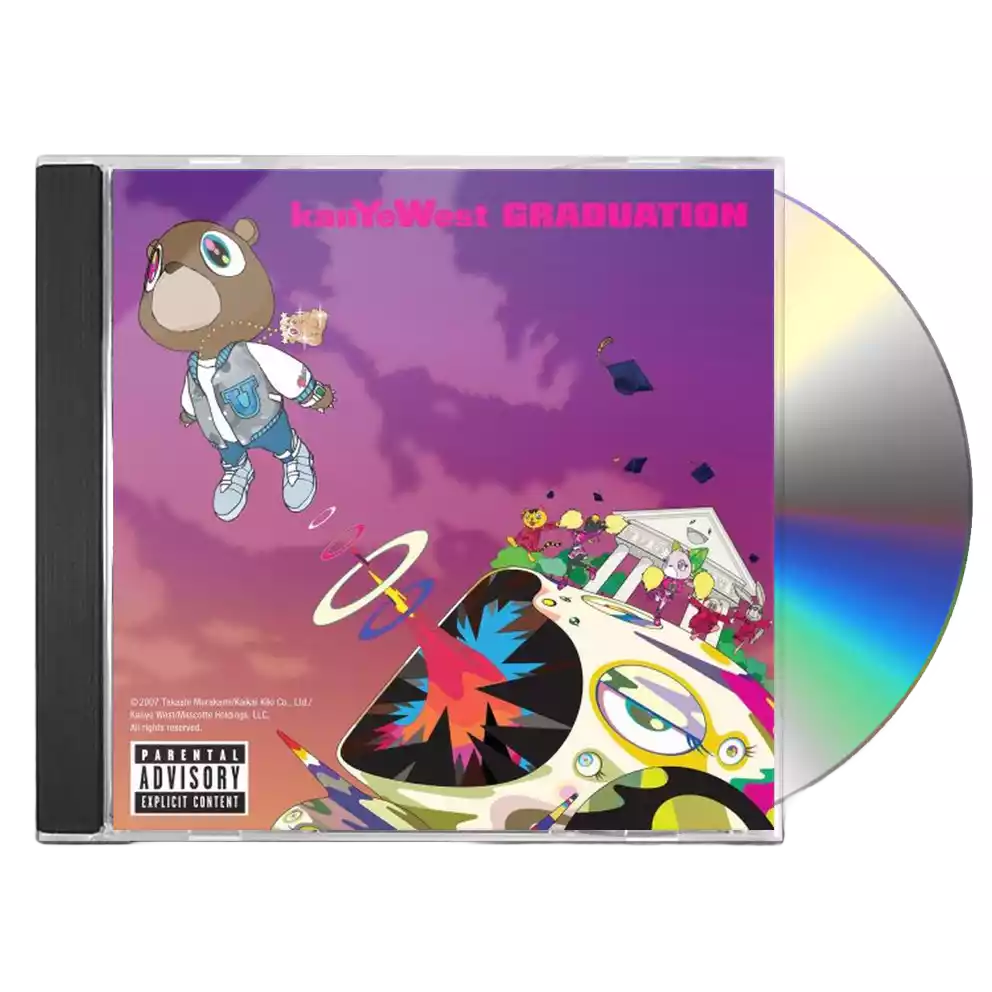 kanYeWest GRADUATION
U
©2007 Takashi Murakami/Kaikai Kiki Co., Ltd./
Kanye West/Mascotte Holdings, LLC.
All rights reserved.
PARENTAL
ADVISORY
EXPLICIT CONTENT